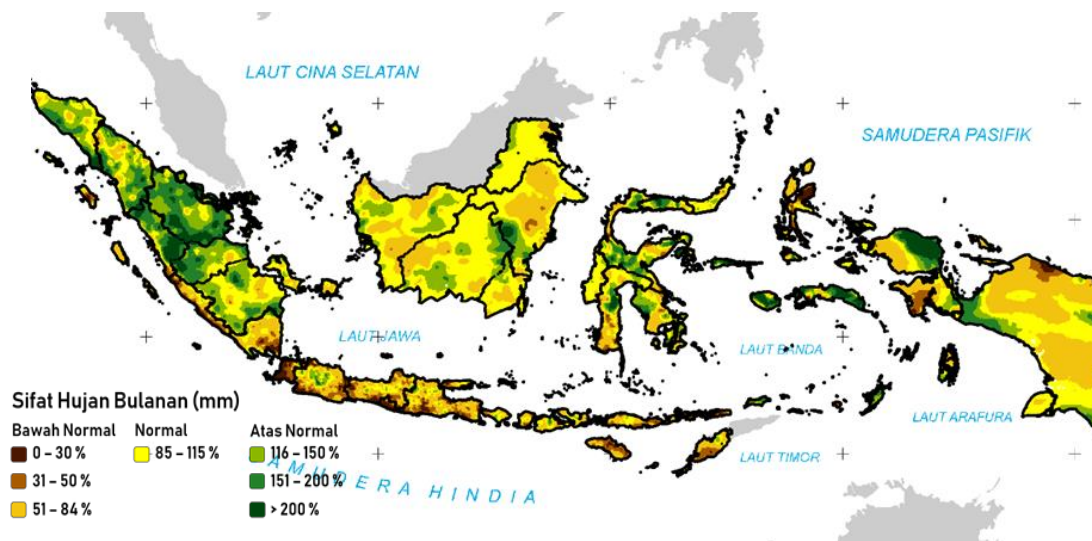 LAUT CINA SELATAN
SAMUDERA PASIFIK
LAUT JAWA
LAUT BANDA
LAUT ARAFURA
LAUT TIMOR
AMUDERA HINDIA
Sifat Hujan Bulanan (mm)
Bawah Normal
0 – 30 %
31 – 50 %
51 – 84 %
Normal
85 – 115 %
Atas Normal
116 – 150 %
151 – 200 %
> 200 %